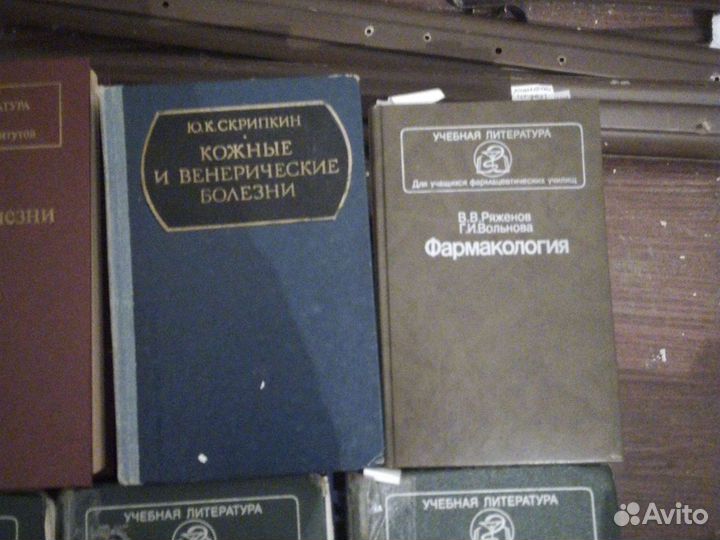 АТУРА
ИТУТОВ
ЛЕЗНИ
Ю.К.СКРИПКИН
КОЖНЫЕ
И ВЕНЕРИЧЕСКИЕ
БОЛЕЗНИ
УЧЕБНАЯ ЛИТЕРАТУРА
Для учащихся фармацевтических училищ
В.В.Ряженов
Г.И.Вольнова
Фармакология
УЧЕБНАЯ ЛИТЕРАТУРА
УЧЕБНАЯ ЛИТЕРАТУРА
Avito